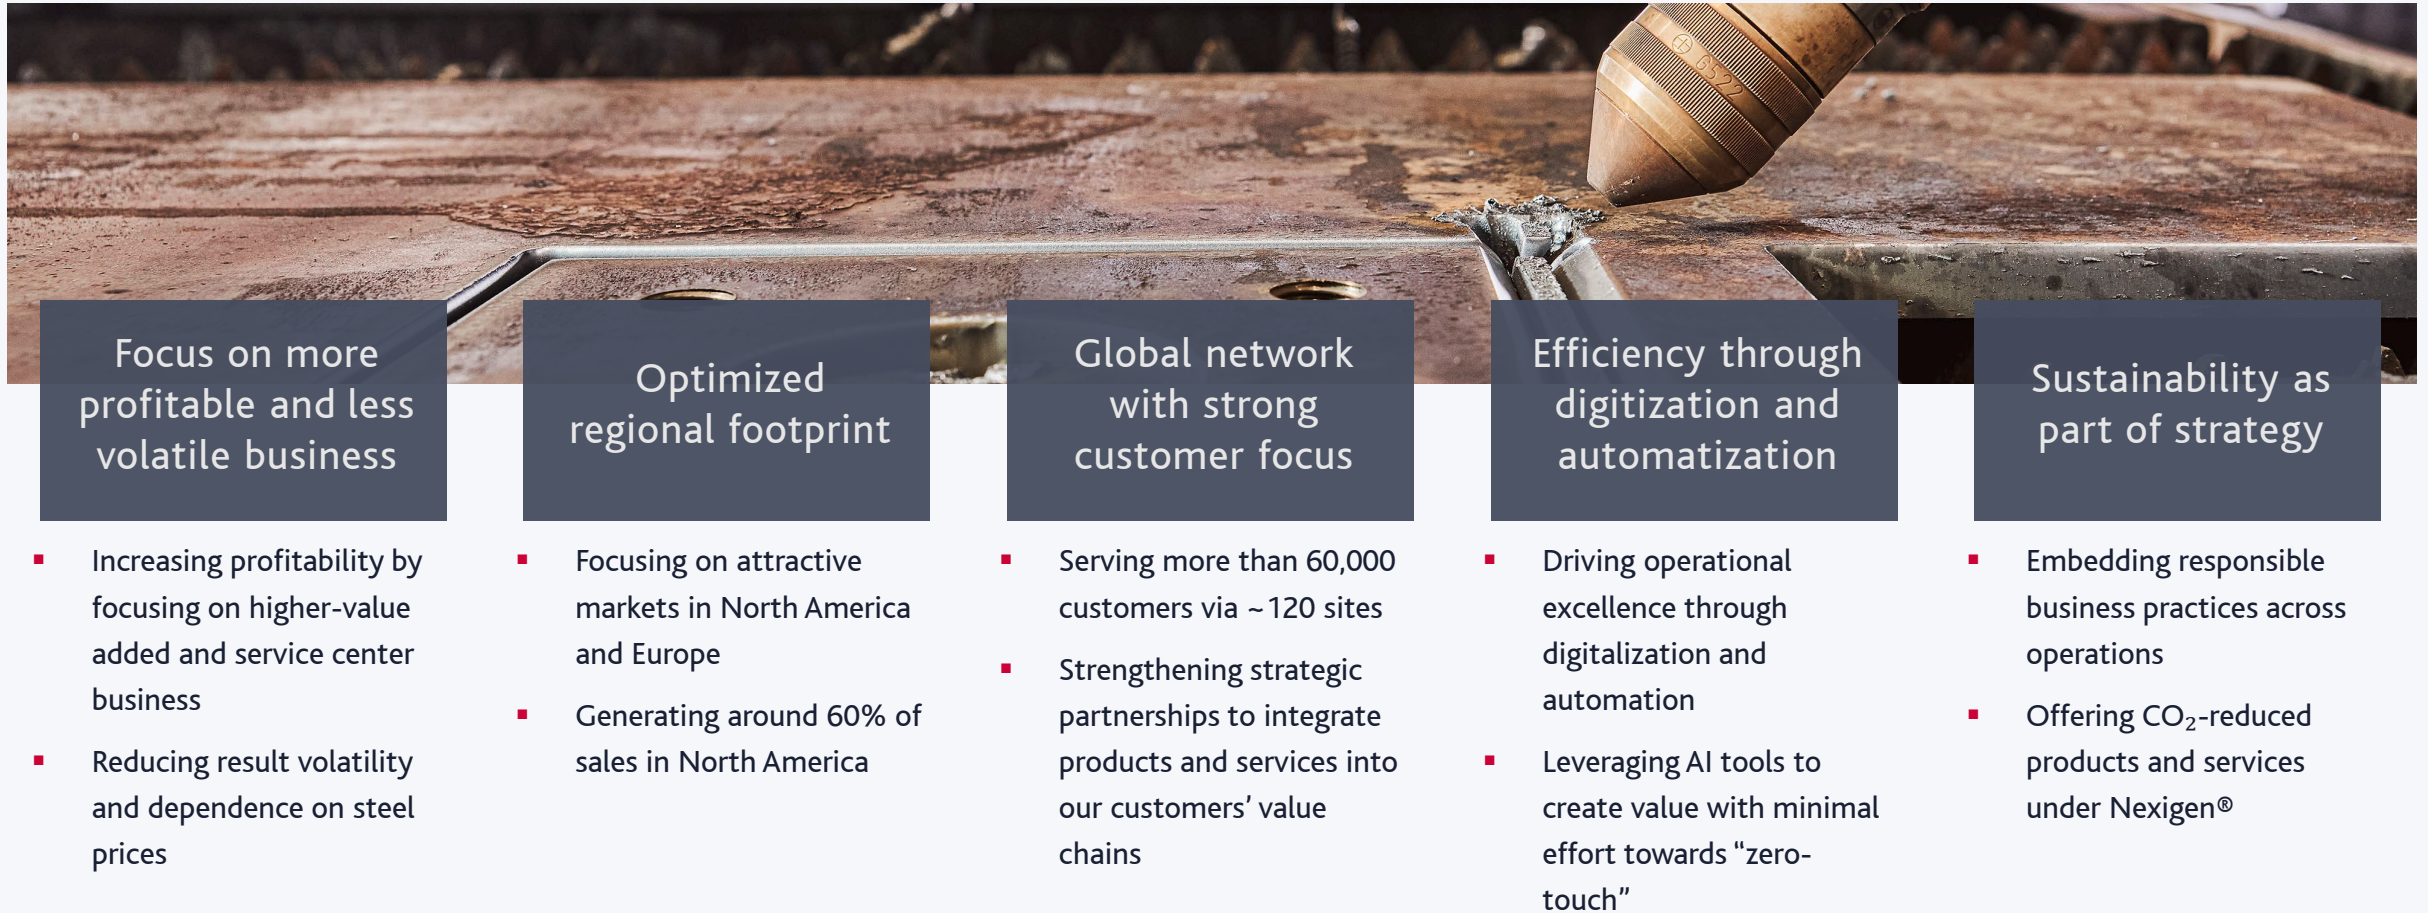 6522
Focus on more
profitable and less
volatile business
Increasing profitability by
focusing on higher-value
added and service center
business
Reducing result volatility
and dependence on steel
prices
Optimized
regional footprint
Focusing on attractive
markets in North America
and Europe
Generating around 60% of
sales in North America
Global network
with strong
customer focus
Serving more than 60,000
customers via ~120 sites
Strengthening strategic
partnerships to integrate
products and services into
our customers’ value
chains
Efficiency through
digitization and
automatization
Driving operational
excellence through
digitalization and
automation
Leveraging AI tools to
create value with minimal
effort towards “zero-
touch”
Sustainability as
part of strategy
Embedding responsible
business practices across
operations
Offering CO₂-reduced
products and services
under Nexigen®